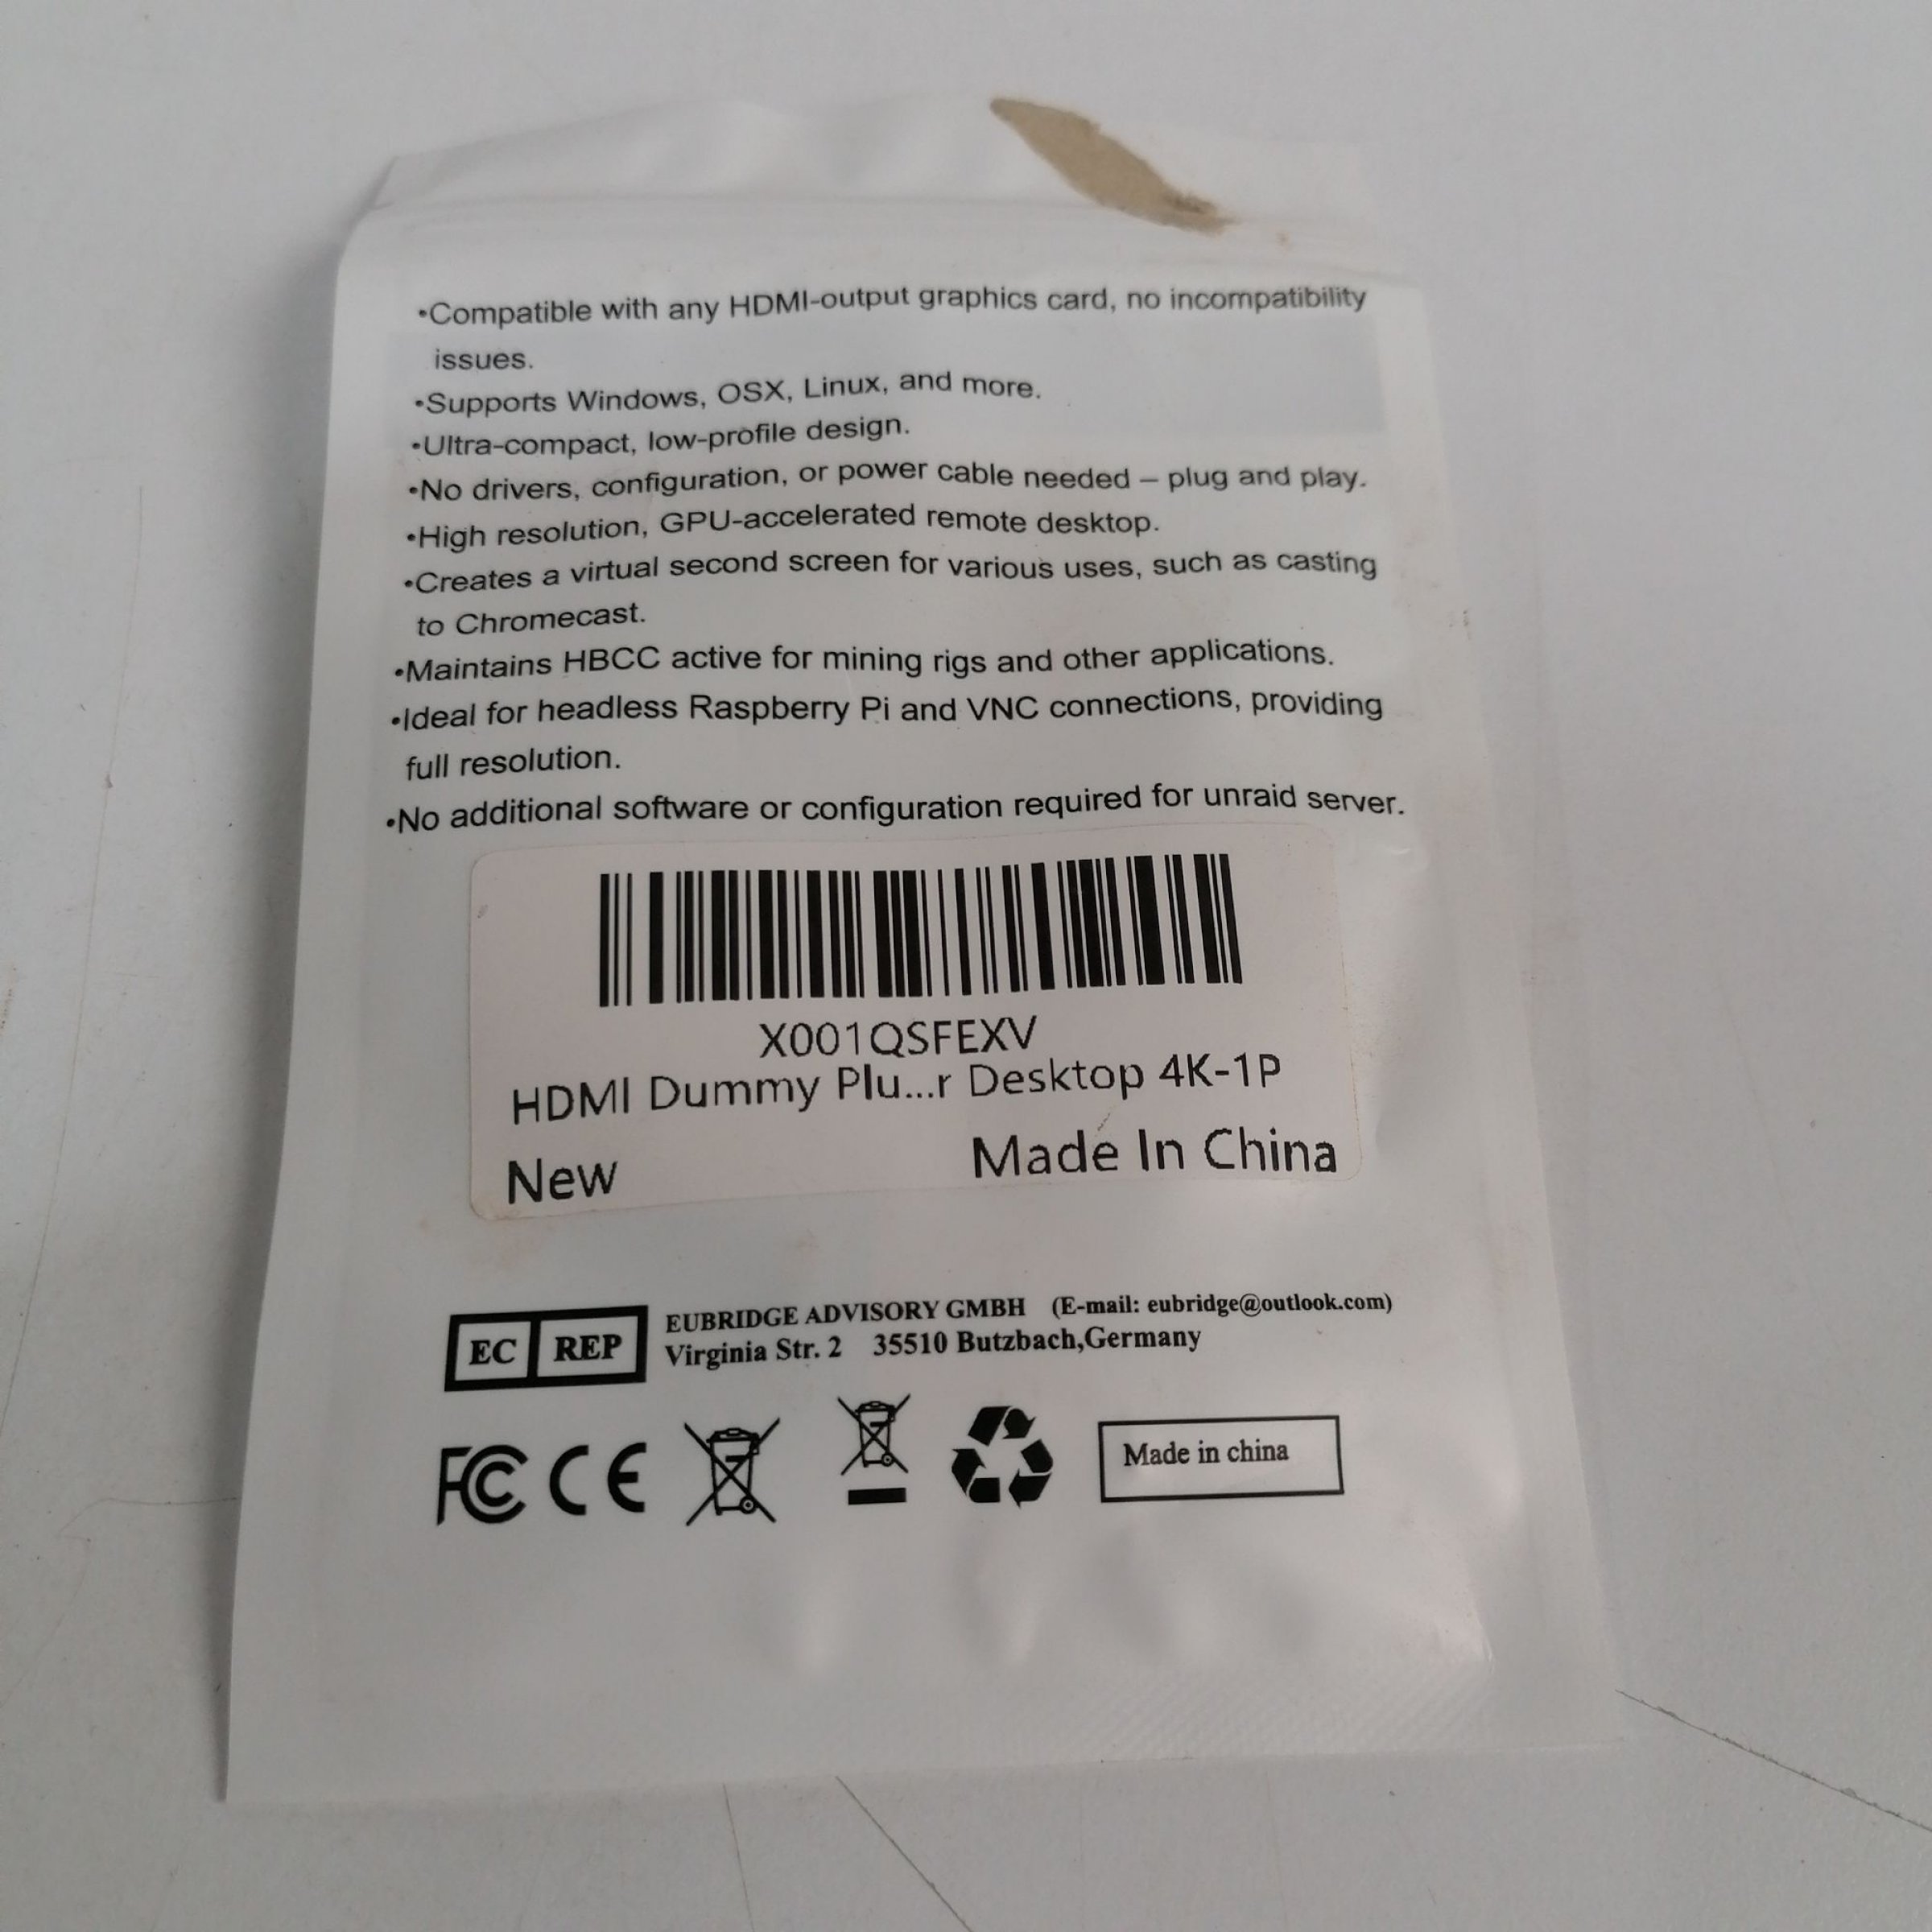 •Compatible with any HDMI-output graphics card, no incompatibility
issues.
•Supports Windows, OSX, Linux, and more.
•Ultra-compact, low-profile design.
•No drivers, configuration, or power cable needed – plug and play.
•High resolution, GPU-accelerated remote desktop.
•Creates a virtual second screen for various uses, such as casting
to Chromecast.
•Maintains HBCC active for mining rigs and other applications.
•Ideal for headless Raspberry Pi and VNC connections, providing
full resolution.
•No additional software or configuration required for unraid server.
X001QSFEXV
HDMI Dummy Plu...r Desktop 4K-1P
New Made In China
EC REP
EUBRIDGE ADVISORY GMBH (E-mail: eubridge@outlook.com)
Virginia Str. 2 35510 Butzbach,Germany
FC CE Made in china